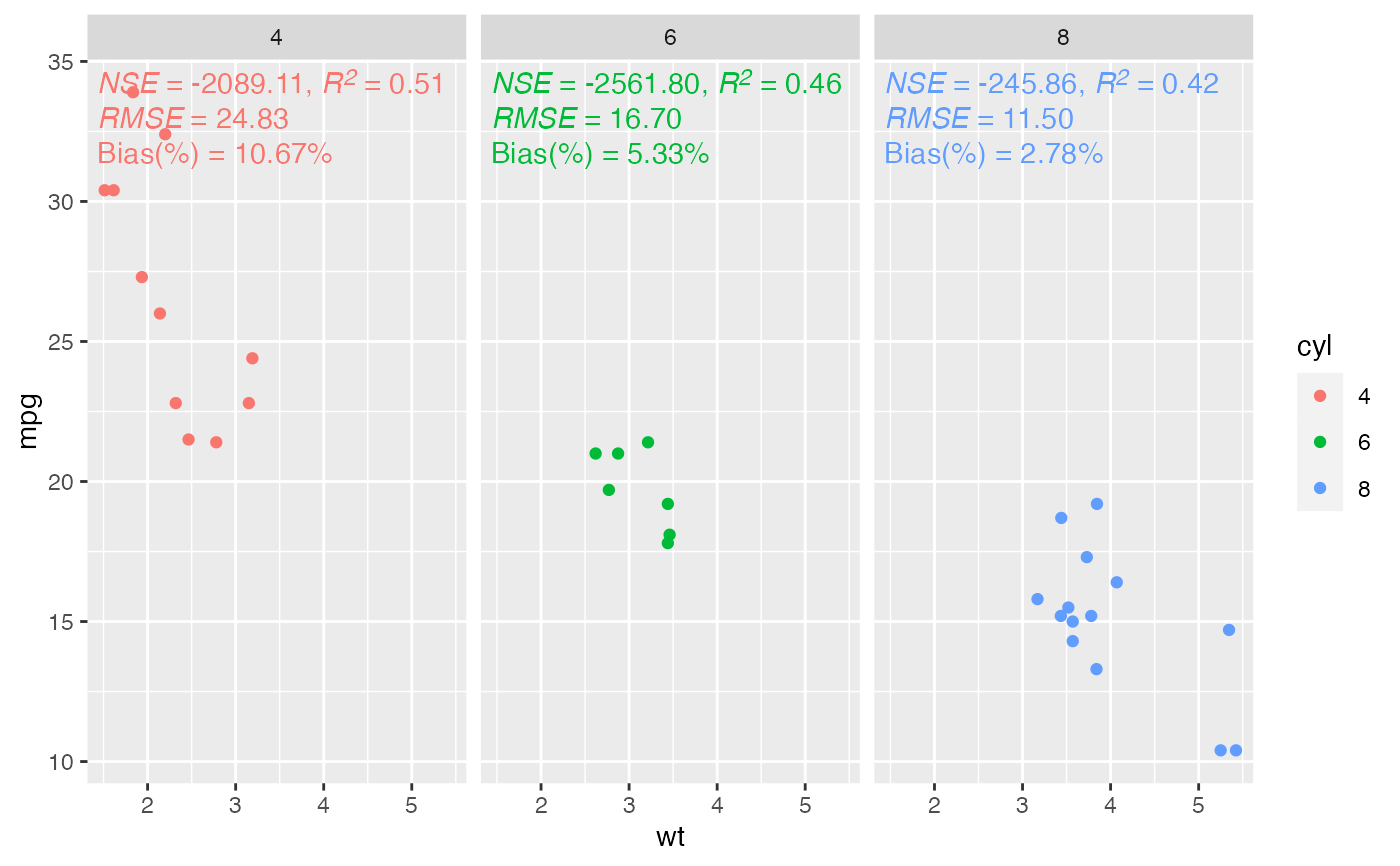 4
6
8
NSE = -2089.11, R² = 0.51
RMSE = 24.83
Bias(%) = 10.67%
NSE = -2561.80, R² = 0.46
RMSE = 16.70
Bias(%) = 5.33%
NSE = -245.86, R² = 0.42
RMSE = 11.50
Bias(%) = 2.78%
35
30
25
20
15
10
mpg
2 3 4 5
2 3 4 5
2 3 4 5
wt
cyl
4
6
8